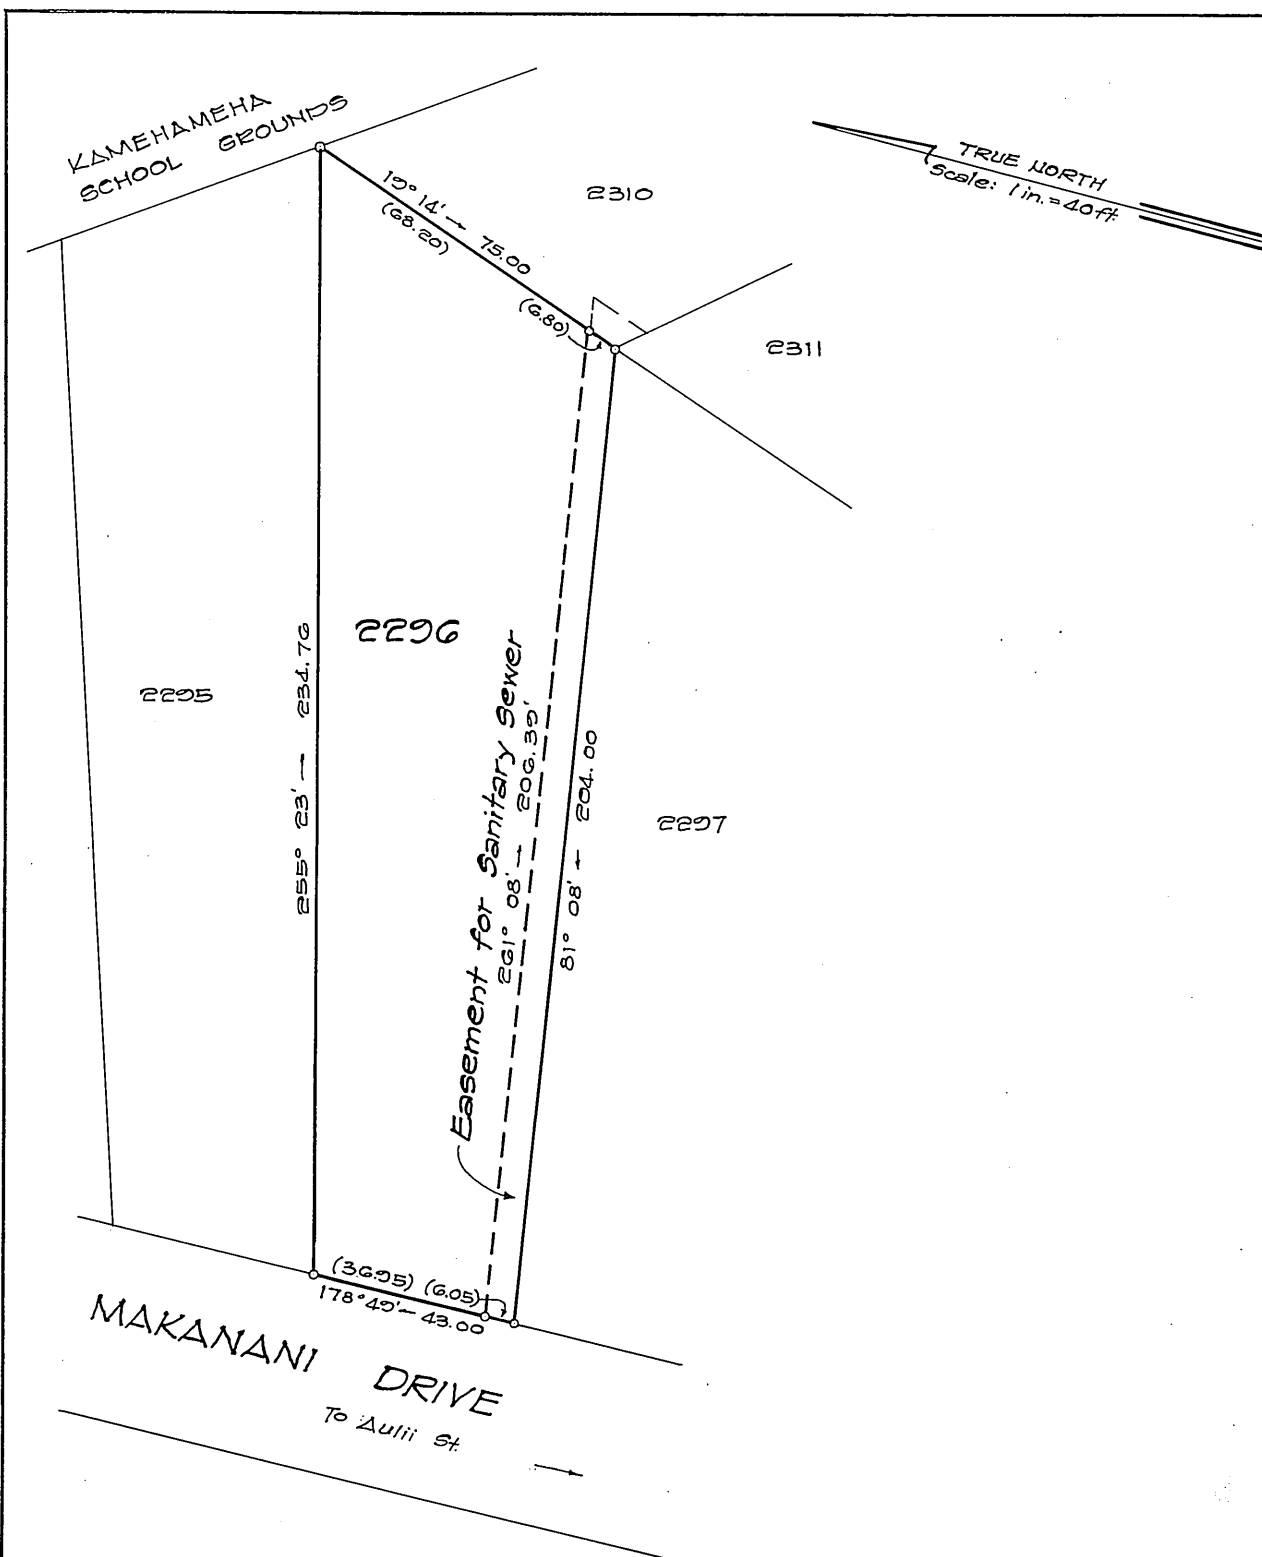 KAMEHAMEHA
SCHOOL GROUNDS
TRUE NORTH
Scale: 1 in. = 40 ft.
19° 14' → 75.00
(68.20)
(6.80)
2310
2311
2296
2295
255° 23' — 234.76
Easement for Sanitary Sewer
261° 08' → 206.39'
81° 08' ← 204.00
2297
(36.95) (6.05)
178° 49' — 43.00
MAKANANI DRIVE
To Aulii St.